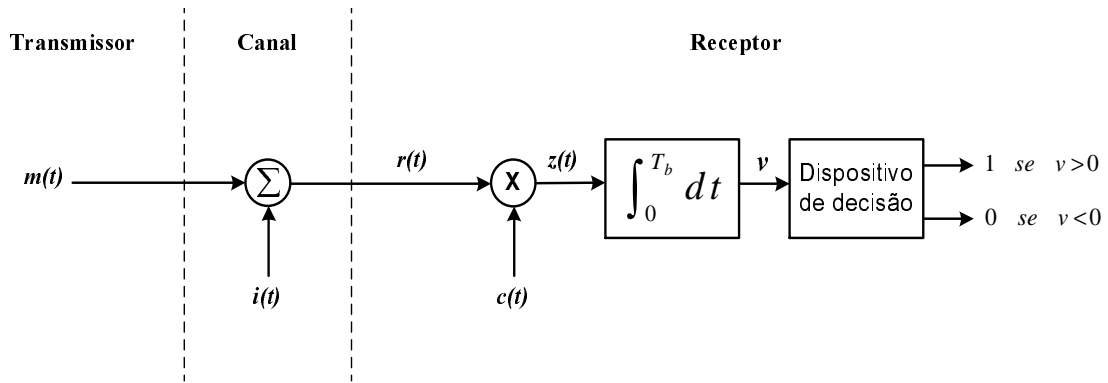 Transmissor Canal Receptor
m(t) Σ r(t) X z(t) ∫₀^{T_b} dt v Dispositivo de decisão
1 se v>0
0 se v<0
i(t) c(t)